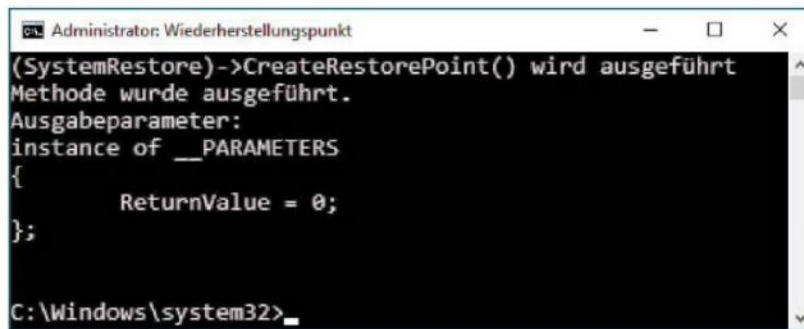 Administrator: Wiederherstellungspunkt
(SystemRestore)->CreateRestorePoint() wird ausgeführt
Methode wurde ausgeführt.
Ausgabeparameter:
instance of __PARAMETERS
{
        ReturnValue = 0;
};
C:\Windows\system32>